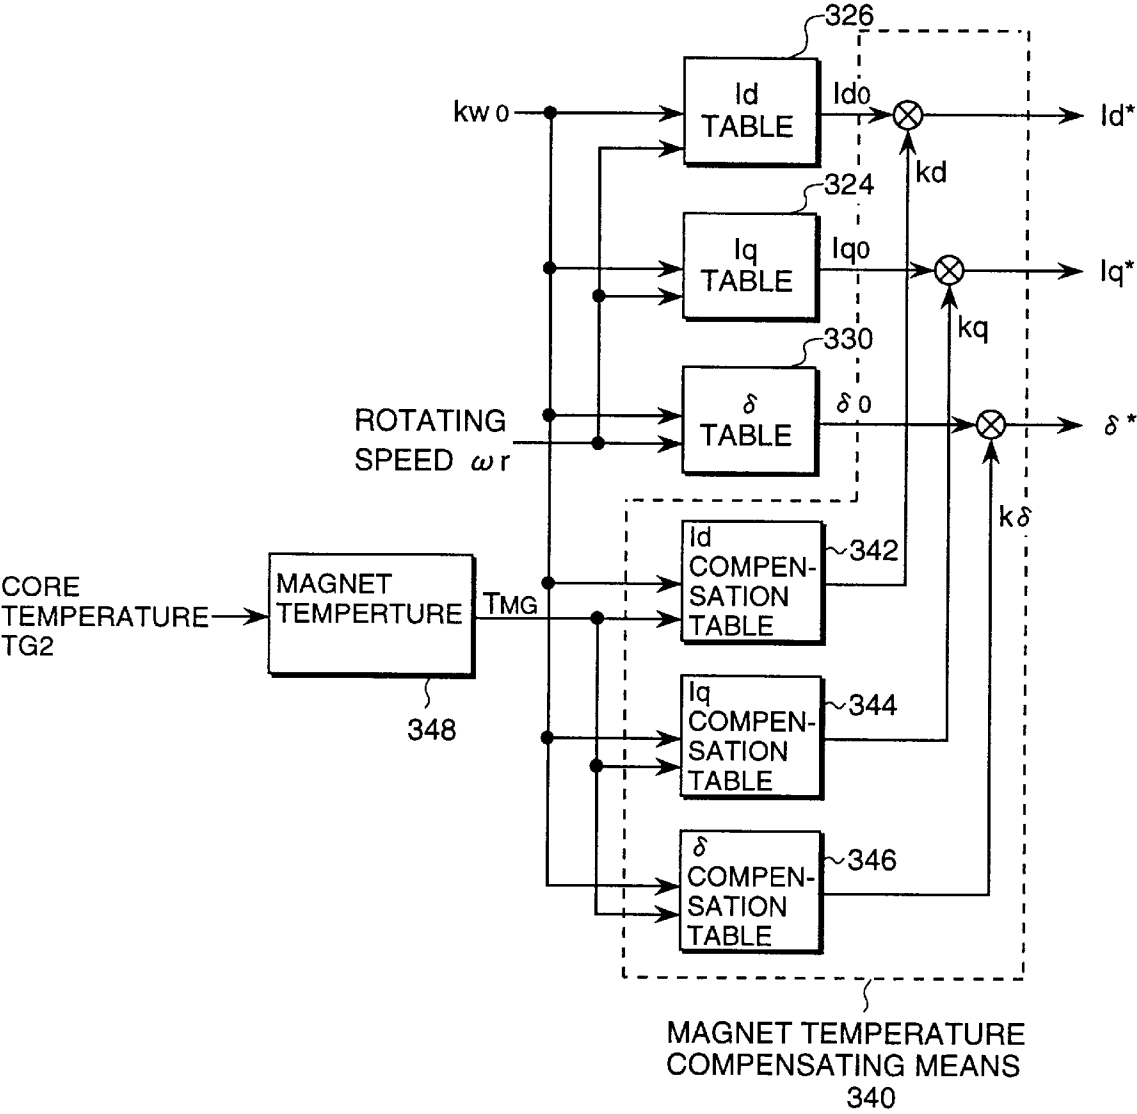 326
Id
TABLE
kw0
Id0
Id*
kd
324
Iq
TABLE
Iq0
Iq*
kq
330
δ
TABLE
δ0
δ*
ROTATING
SPEED ωr
kδ
Id
COMPEN-
SATION
TABLE
342
CORE
TEMPERATURE
TG2
MAGNET
TEMPERTURE
TMG
348
Iq
COMPEN-
SATION
TABLE
344
δ
COMPEN-
SATION
TABLE
346
MAGNET TEMPERATURE
COMPENSATING MEANS
340